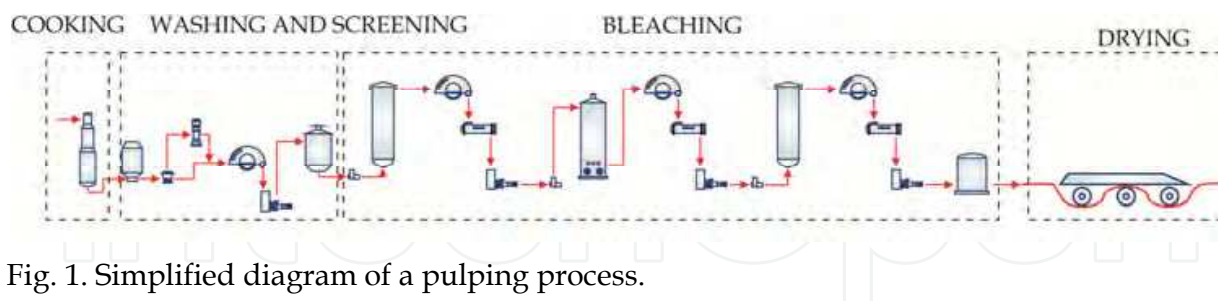 COOKING WASHING AND SCREENING BLEACHING DRYING
Fig. 1. Simplified diagram of a pulping process.